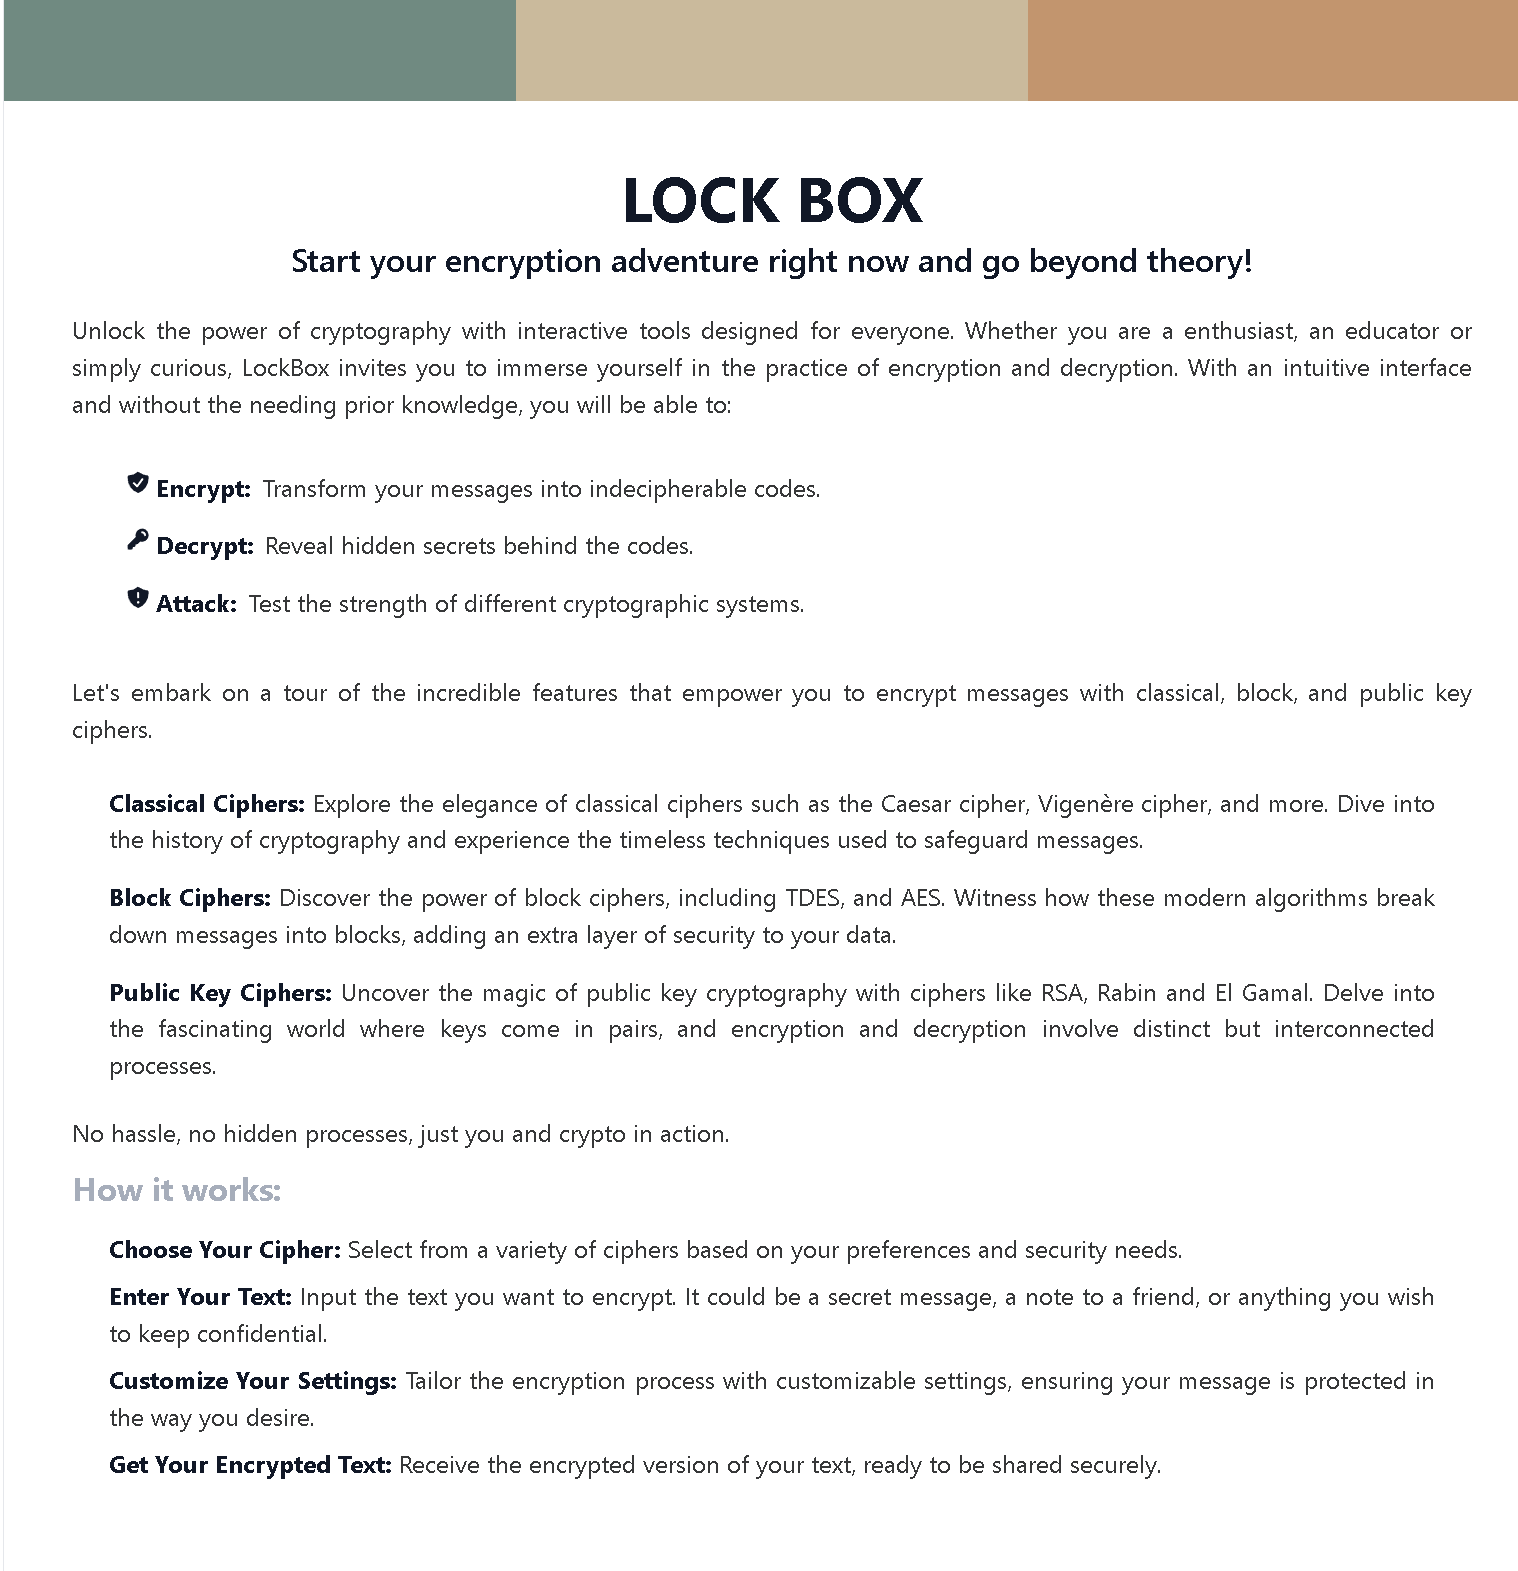 LOCK BOX
Start your encryption adventure right now and go beyond theory!
Unlock the power of cryptography with interactive tools designed for everyone. Whether you are a enthusiast, an educator or
simply curious, LockBox invites you to immerse yourself in the practice of encryption and decryption. With an intuitive interface
and without the needing prior knowledge, you will be able to:
Encrypt: Transform your messages into indecipherable codes.
Decrypt: Reveal hidden secrets behind the codes.
Attack: Test the strength of different cryptographic systems.
Let's embark on a tour of the incredible features that empower you to encrypt messages with classical, block, and public key
ciphers.
Classical Ciphers: Explore the elegance of classical ciphers such as the Caesar cipher, Vigenère cipher, and more. Dive into
the history of cryptography and experience the timeless techniques used to safeguard messages.
Block Ciphers: Discover the power of block ciphers, including TDES, and AES. Witness how these modern algorithms break
down messages into blocks, adding an extra layer of security to your data.
Public Key Ciphers: Uncover the magic of public key cryptography with ciphers like RSA, Rabin and El Gamal. Delve into
the fascinating world where keys come in pairs, and encryption and decryption involve distinct but interconnected
processes.
No hassle, no hidden processes, just you and crypto in action.
How it works:
Choose Your Cipher: Select from a variety of ciphers based on your preferences and security needs.
Enter Your Text: Input the text you want to encrypt. It could be a secret message, a note to a friend, or anything you wish
to keep confidential.
Customize Your Settings: Tailor the encryption process with customizable settings, ensuring your message is protected in
the way you desire.
Get Your Encrypted Text: Receive the encrypted version of your text, ready to be shared securely.